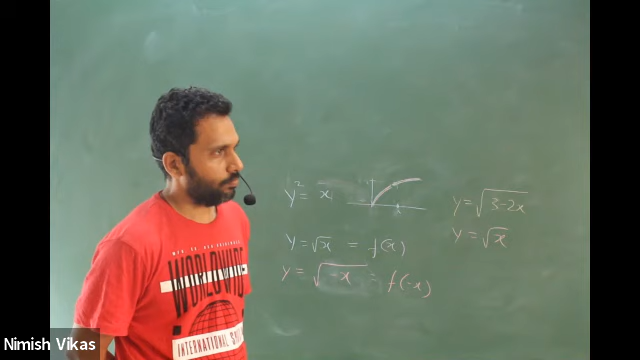 y² = x
y = √x = f(x)
y = √-x = f(-x)
y = √3-2x
y = √x
WORLDWIDE
INTERNATIONAL
Nimish Vikas